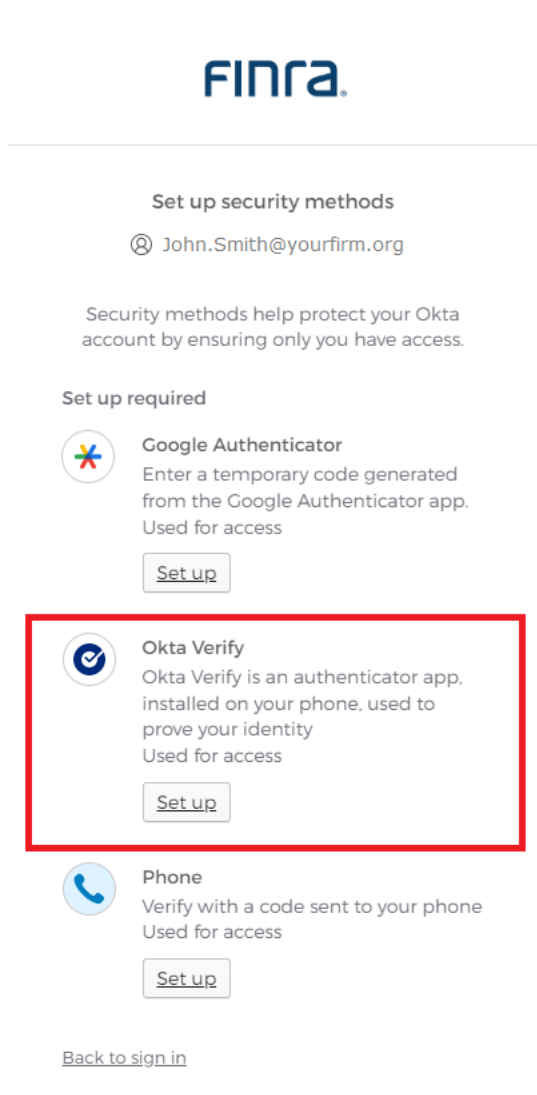 FINra.
Set up security methods
John.Smith@yourfirm.org
Security methods help protect your Okta
account by ensuring only you have access.
Set up required
Google Authenticator
Enter a temporary code generated
from the Google Authenticator app.
Used for access
Set up
Okta Verify
Okta Verify is an authenticator app,
installed on your phone, used to
prove your identity
Used for access
Set up
Phone
Verify with a code sent to your phone
Used for access
Set up
Back to sign in